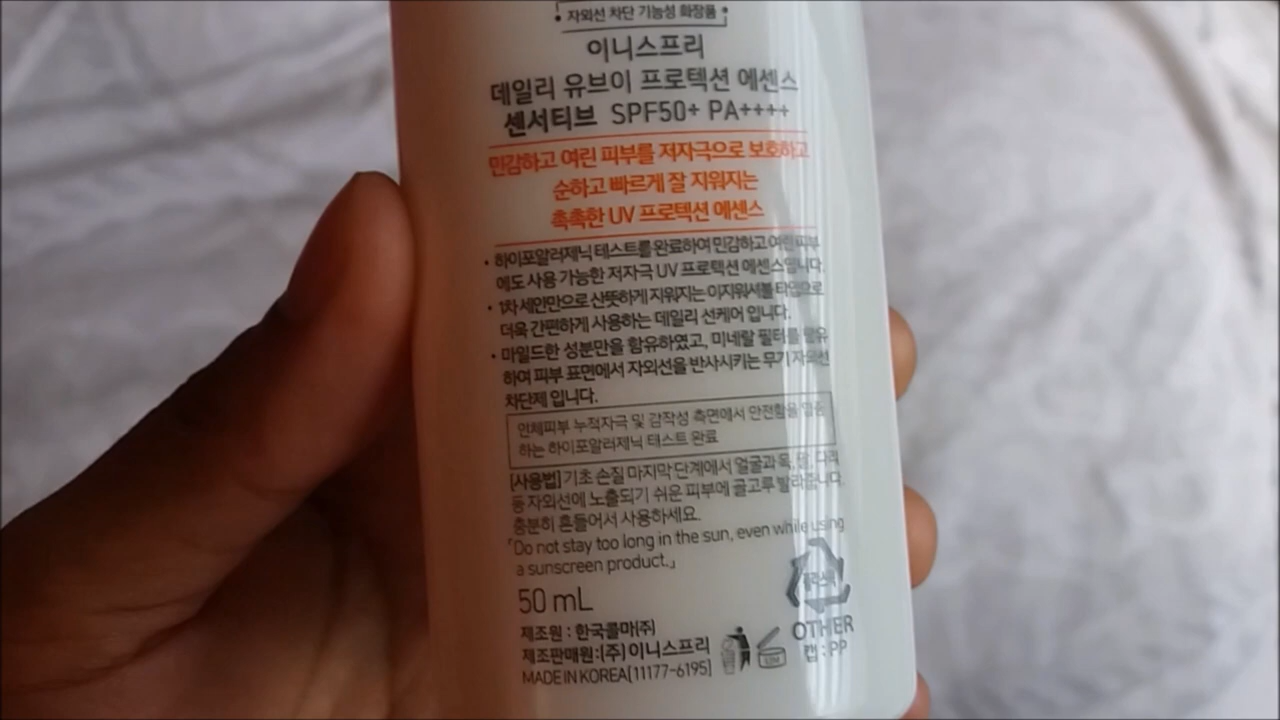 자외선 차단 기능성 화장품
이니스프리
데일리 유브이 프로텍션 에센스
센서티브 SPF50+ PA++++
민감하고 여린 피부를 저자극으로 보호하고
순하고 빠르게 잘 지워지는
촉촉한 UV 프로텍션 에센스
• 하이포알러제닉 테스트를 완료하여 민감하고 여린 피부
에도 사용 가능한 저자극 UV 프로텍션 에센스입니다.
• 1차 세안만으로 산뜻하게 지워지는 이지워셔블 타입으로
더욱 간편하게 사용하는 데일리 선케어 입니다.
• 마일드한 성분만을 함유하였고, 미네랄 필터를 함유
하여 피부 표면에서 자외선을 반사시키는 무기 자외선
차단제 입니다.
인체피부 누적자극 및 감작성 측면에서 안전함을 검증
하는 하이포알러제닉 테스트 완료
[사용법] 기초 손질 마지막 단계에서 얼굴과 목, 팔, 다리
등 자외선에 노출되기 쉬운 피부에 골고루 발라줍니다.
충분히 흔들어서 사용하세요.
「Do not stay too long in the sun, even while using
a sunscreen product.」
50 mL
제조원 : 한국콜마(주)
제조판매원:(주) 이니스프리
MADE IN KOREA[11177-6195]
12M
플라스틱
OTHER
캡 : PP